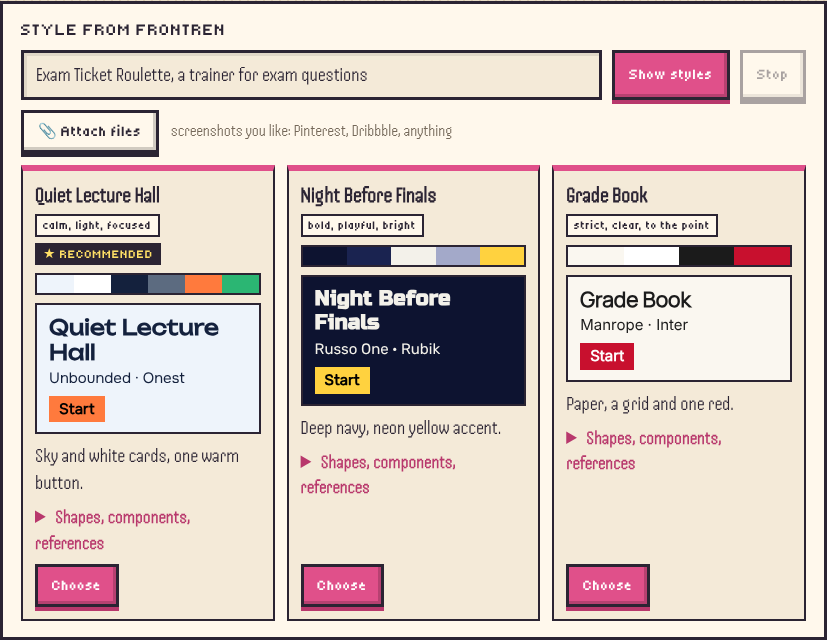 STYLE FROM FRONTREN
Exam Ticket Roulette, a trainer for exam questions
Show styles
Stop
📎 Attach files
screenshots you like: Pinterest, Dribbble, anything
Quiet Lecture Hall
calm, light, focused
★ RECOMMENDED
Quiet Lecture
Hall
Unbounded · Onest
Start
Sky and white cards, one warm
button.
▶ Shapes, components,
references
Choose
Night Before Finals
bold, playful, bright
Night Before
Finals
Russo One · Rubik
Start
Deep navy, neon yellow accent.
▶ Shapes, components,
references
Choose
Grade Book
strict, clear, to the point
Grade Book
Manrope · Inter
Start
Paper, a grid and one red.
▶ Shapes, components,
references
Choose